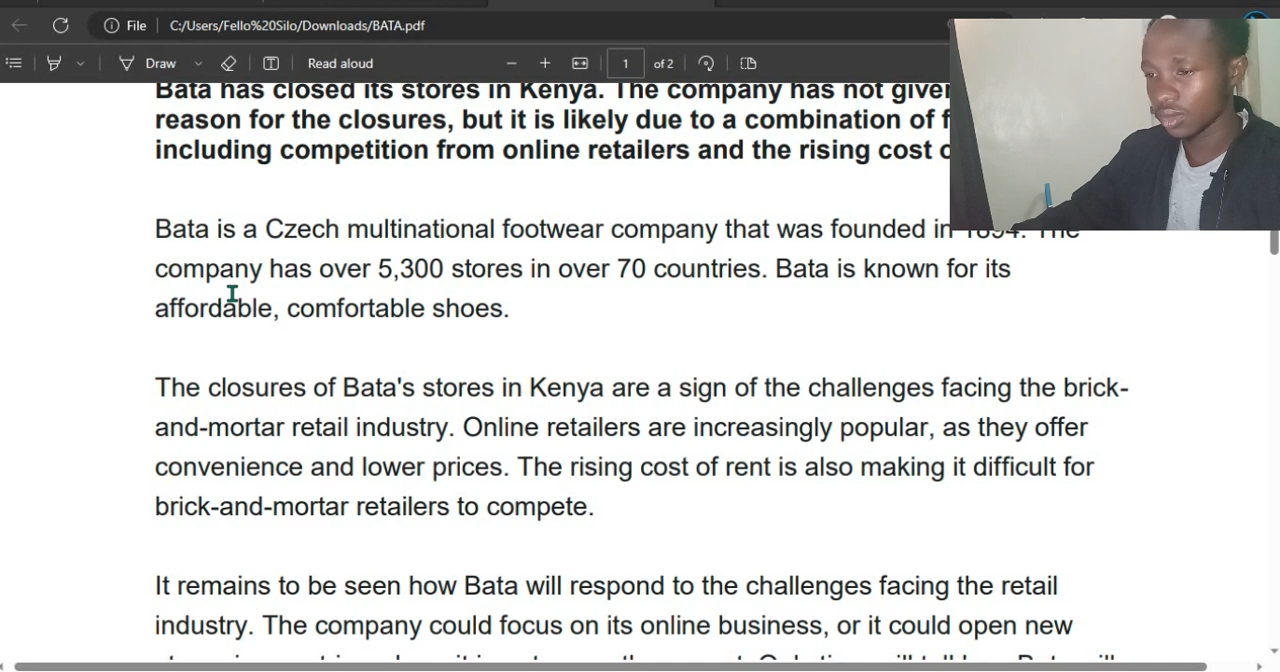 File | C:/Users/Fello%20Silo/Downloads/BATA.pdf
Draw Read aloud 1 of 2
Bata has closed its stores in Kenya. The company has not given
reason for the closures, but it is likely due to a combination of
including competition from online retailers and the rising cost
Bata is a Czech multinational footwear company that was founded in 1894. The
company has over 5,300 stores in over 70 countries. Bata is known for its
affordable, comfortable shoes.
The closures of Bata's stores in Kenya are a sign of the challenges facing the brick-
and-mortar retail industry. Online retailers are increasingly popular, as they offer
convenience and lower prices. The rising cost of rent is also making it difficult for
brick-and-mortar retailers to compete.
It remains to be seen how Bata will respond to the challenges facing the retail
industry. The company could focus on its online business, or it could open new